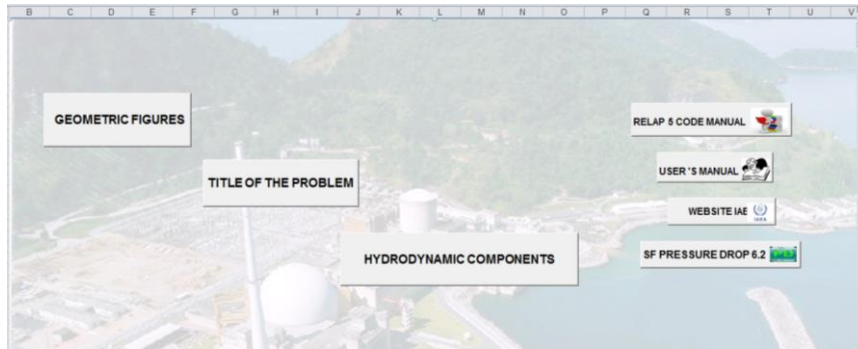 B C D E F G H I J K L M N O P Q R S T U V
GEOMETRIC FIGURES
TITLE OF THE PROBLEM
HYDRODYNAMIC COMPONENTS
RELAP 5 CODE MANUAL
USER'S MANUAL
WEBSITE IAE
IAEA
SF PRESSURE DROP 6.2